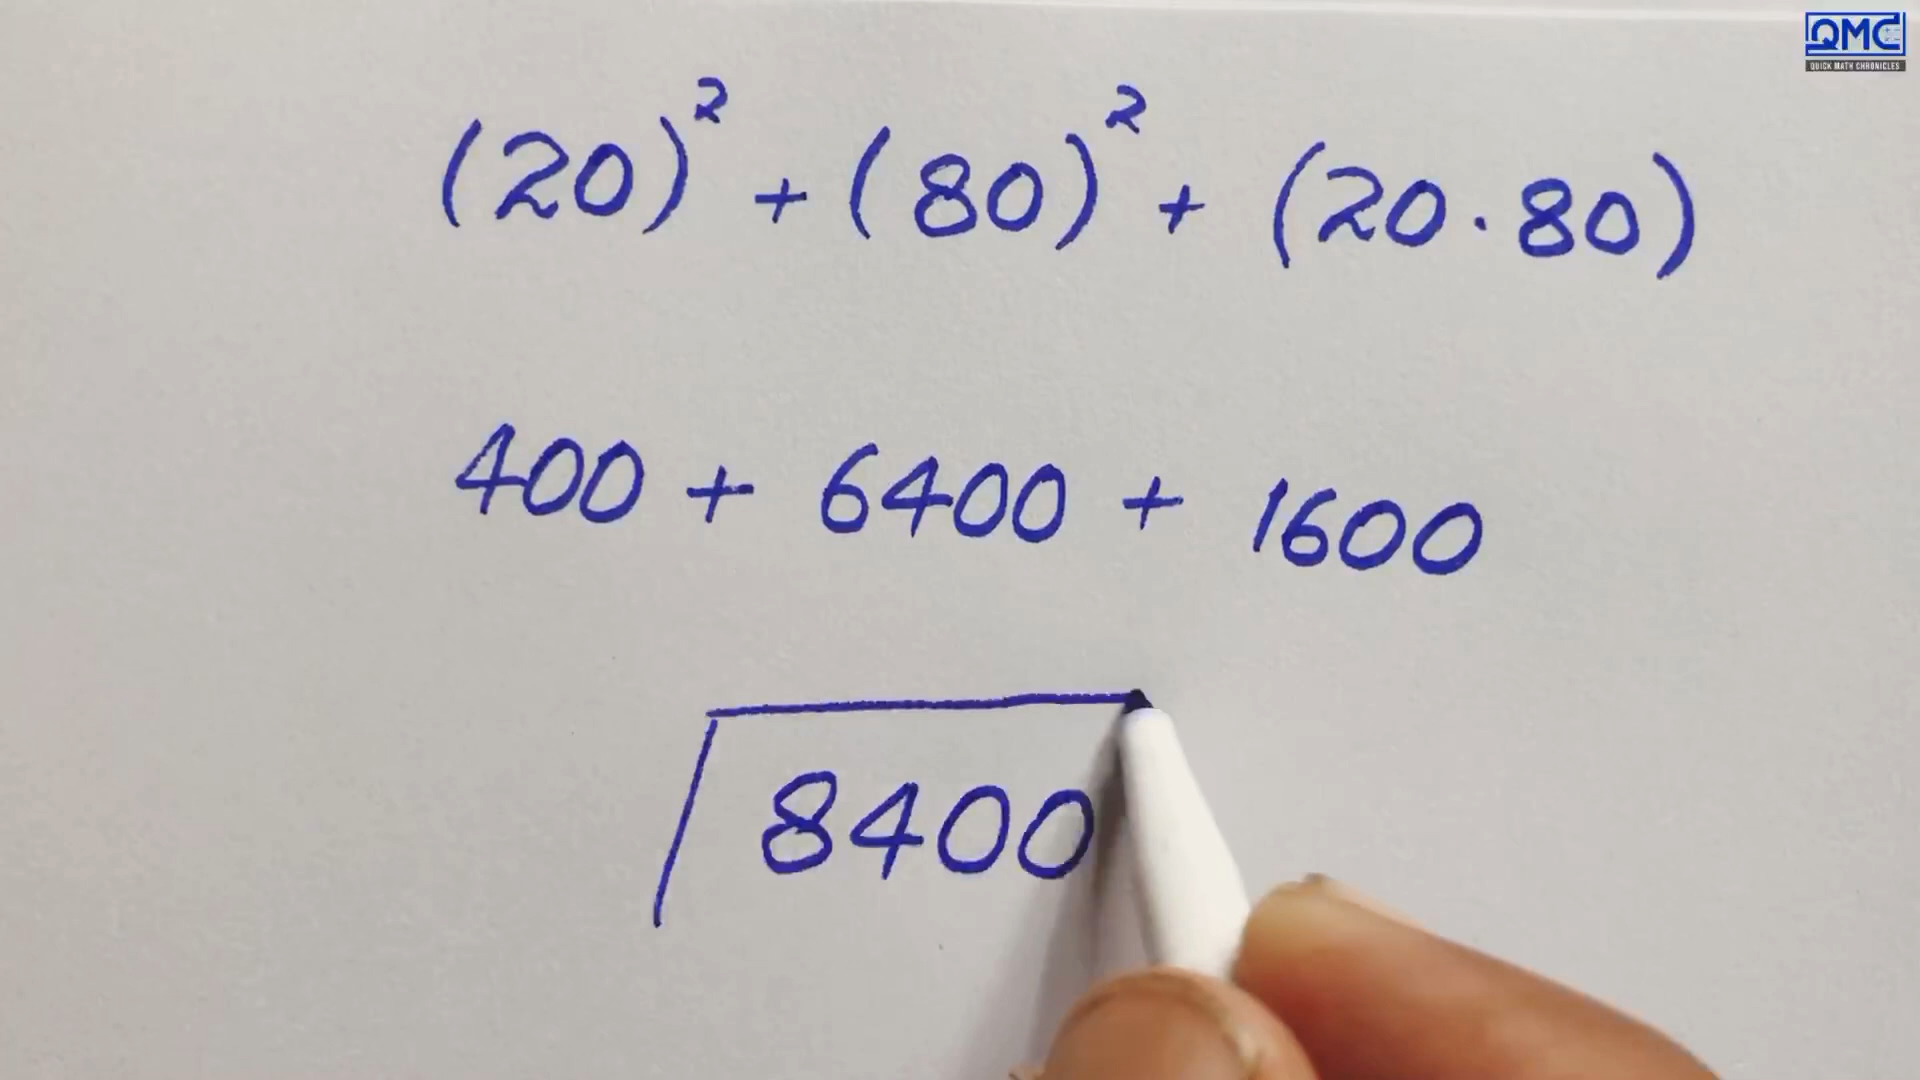 QMC
QUICK MATH CHRONICLES
(20)² + (80)² + (20·80)
400 + 6400 + 1600
8400